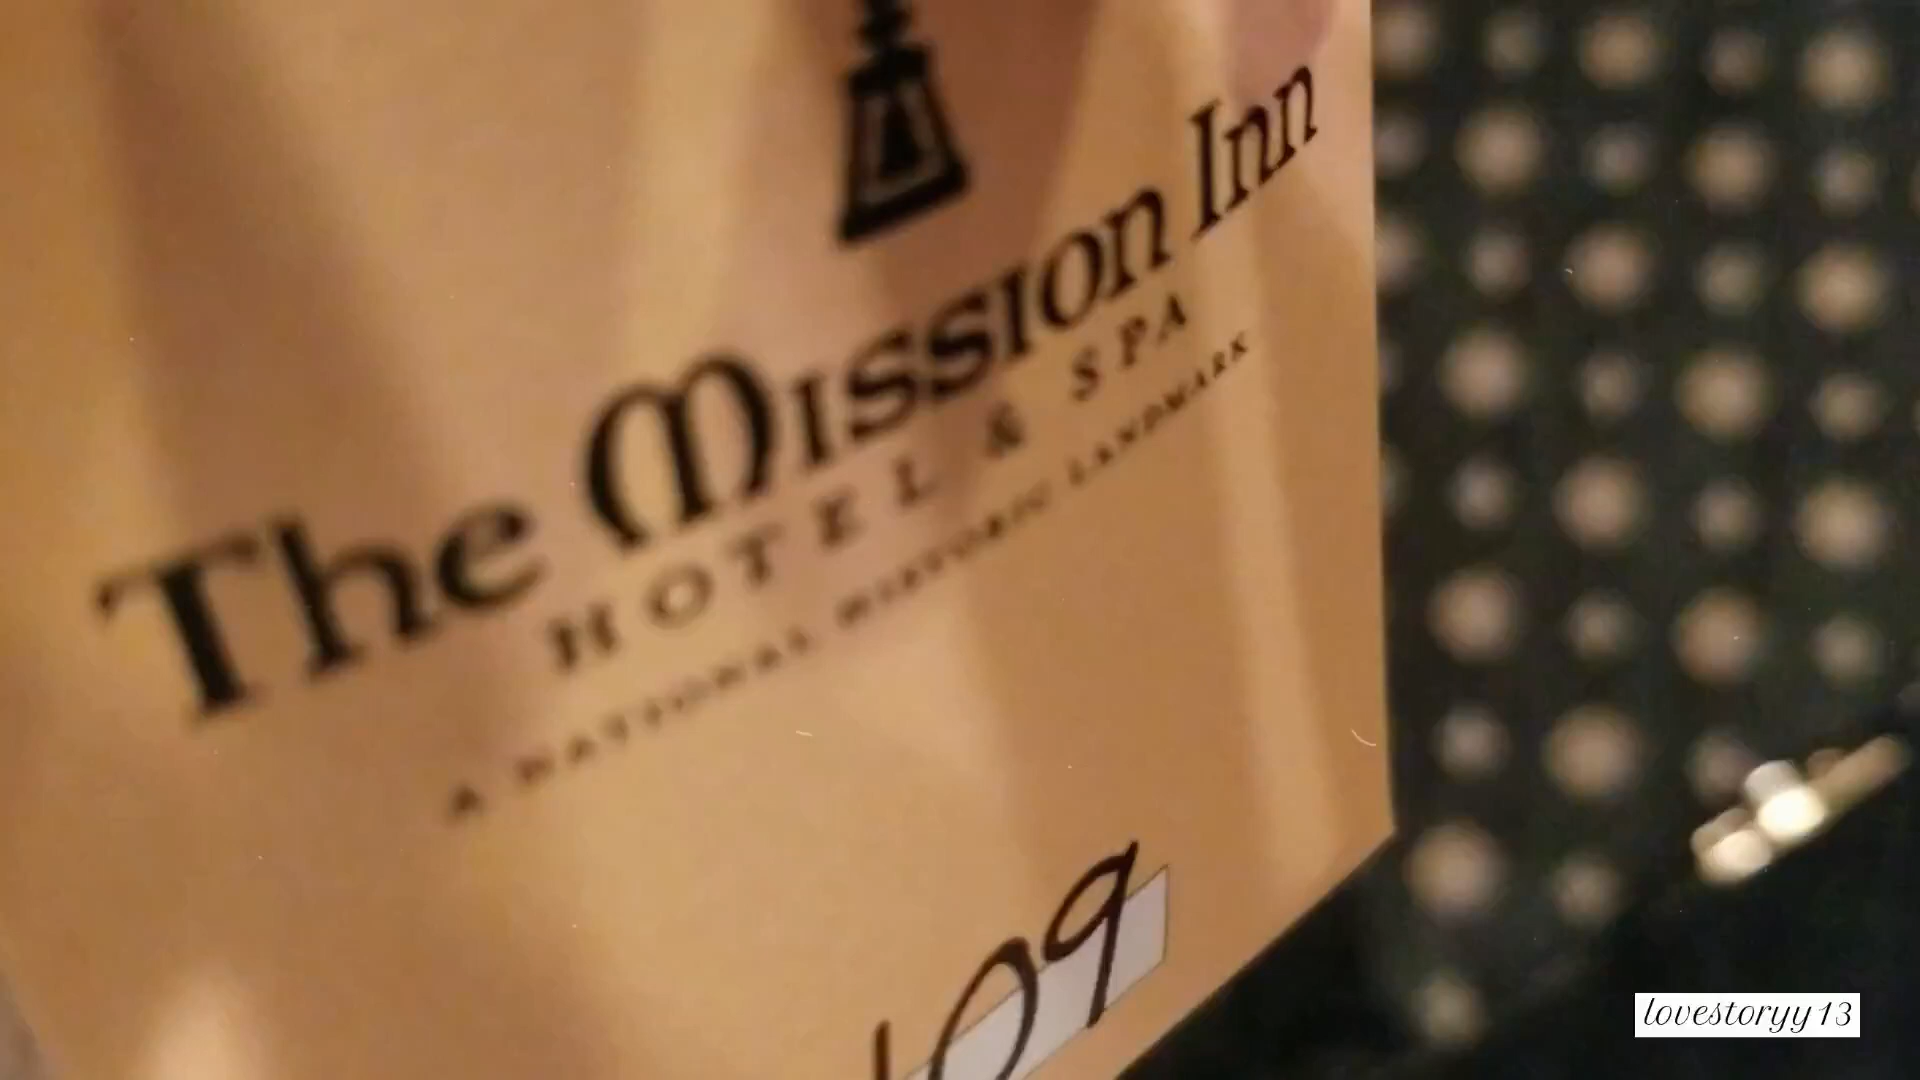 The Mission Inn
HOTEL & SPA
A NATIONAL HISTORIC LANDMARK
109
lovestoryy13